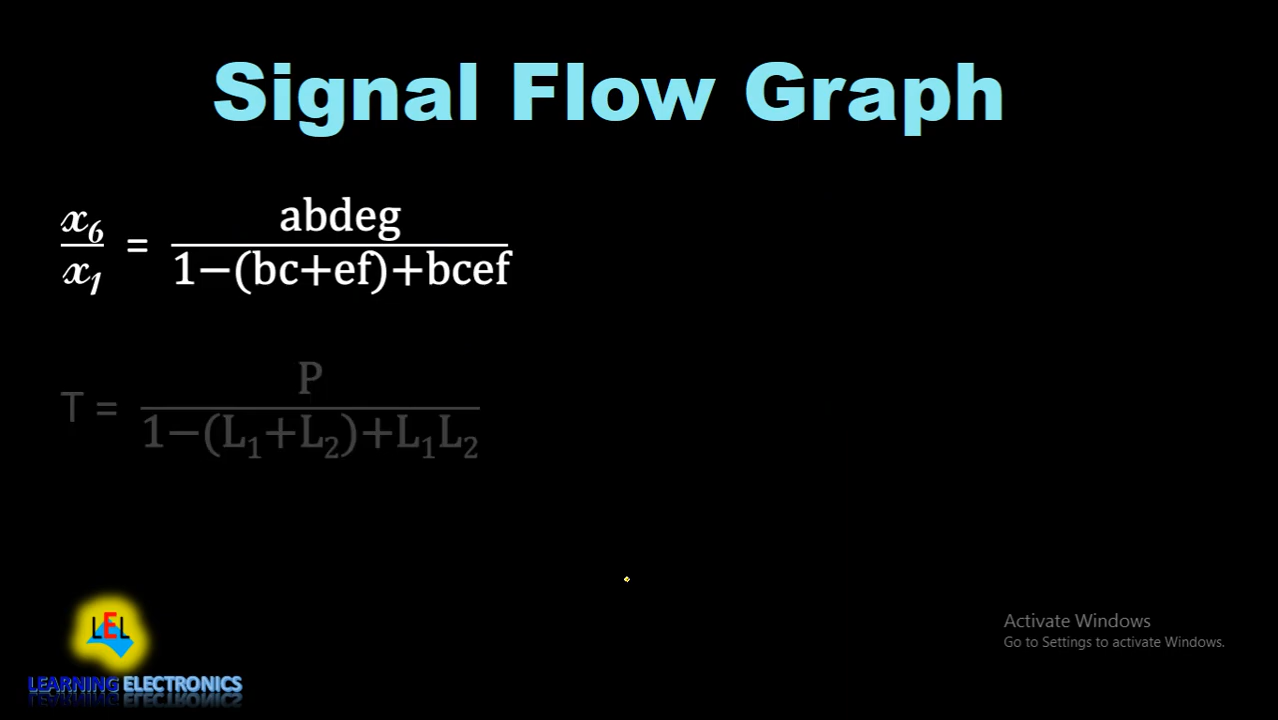 Signal Flow Graph
x₆/x₁ = abdeg/1−(bc+ef)+bcef
T = P/1−(L₁+L₂)+L₁L₂
LEL
LEARNING ELECTRONICS
Activate Windows
Go to Settings to activate Windows.